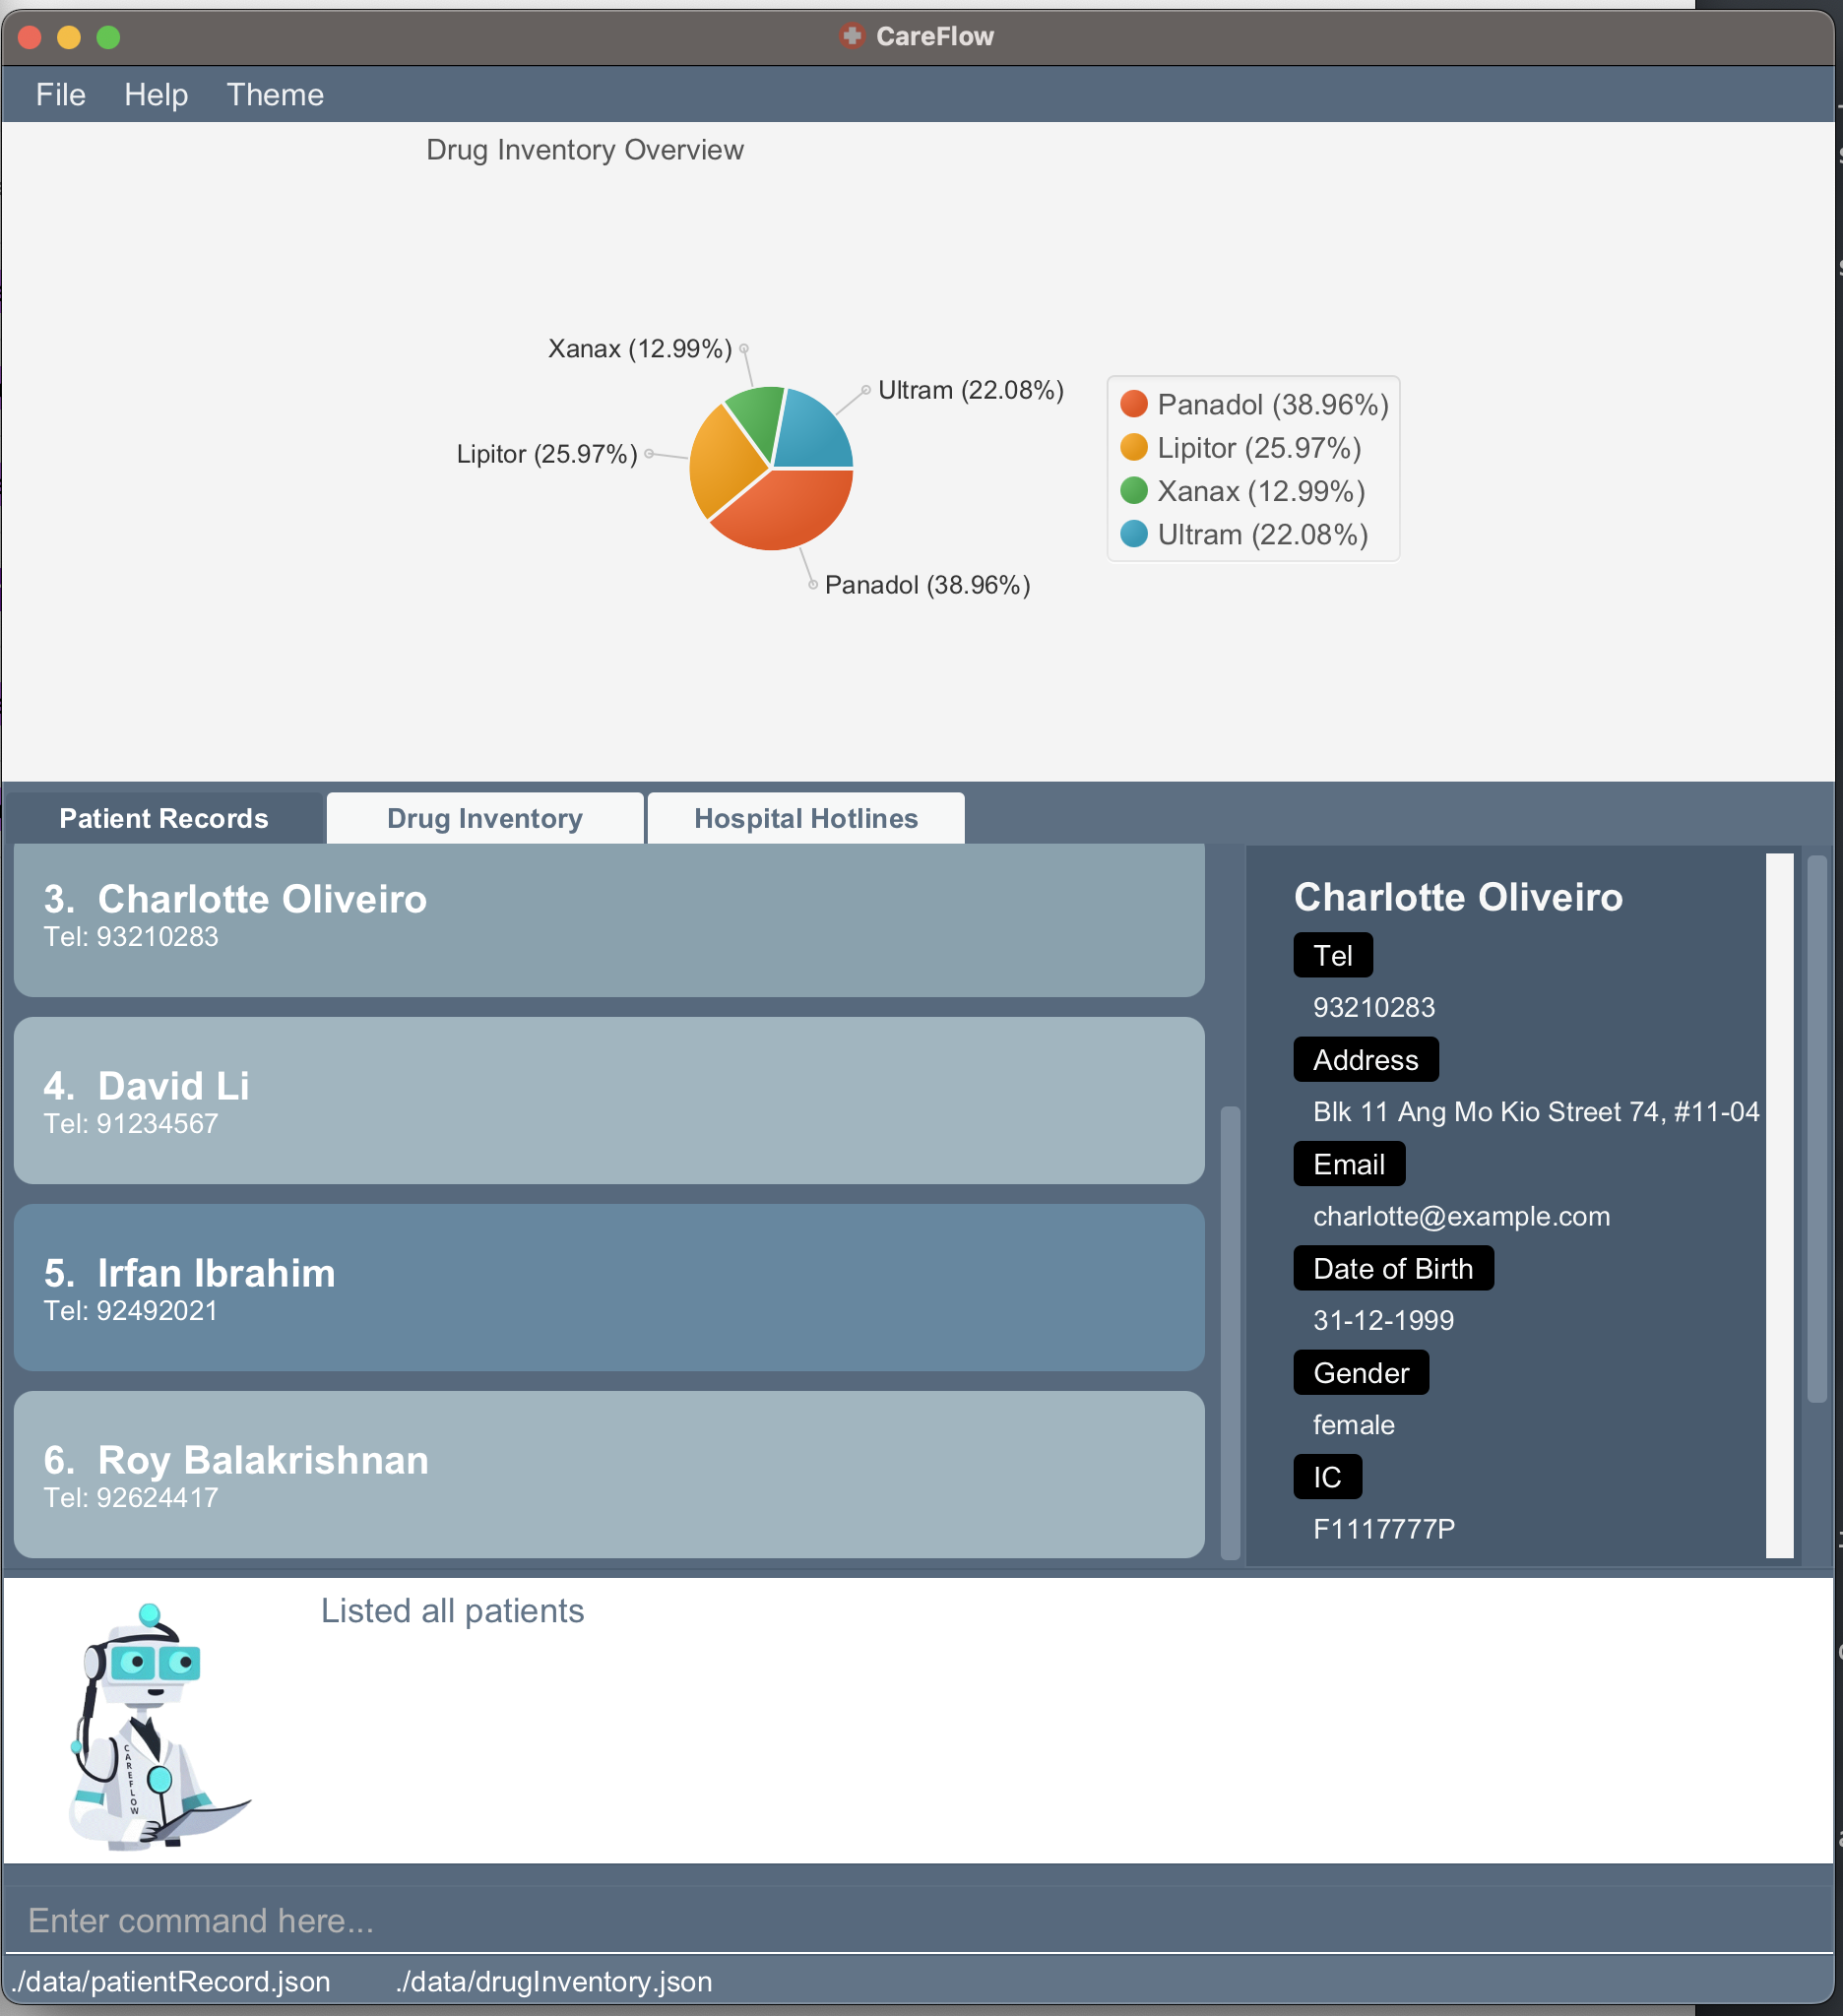 CareFlow
File Help Theme
Drug Inventory Overview
Xanax (12.99%)
Ultram (22.08%)
Lipitor (25.97%)
Panadol (38.96%)
Panadol (38.96%)
Lipitor (25.97%)
Xanax (12.99%)
Ultram (22.08%)
Patient Records Drug Inventory Hospital Hotlines
3. Charlotte Oliveiro
Tel: 93210283
4. David Li
Tel: 91234567
5. Irfan Ibrahim
Tel: 92492021
6. Roy Balakrishnan
Tel: 92624417
Charlotte Oliveiro
Tel
93210283
Address
Blk 11 Ang Mo Kio Street 74, #11-04
Email
charlotte@example.com
Date of Birth
31-12-1999
Gender
female
IC
F1117777P
CAREFLOW
Listed all patients
Enter command here...
./data/patientRecord.json ./data/drugInventory.json